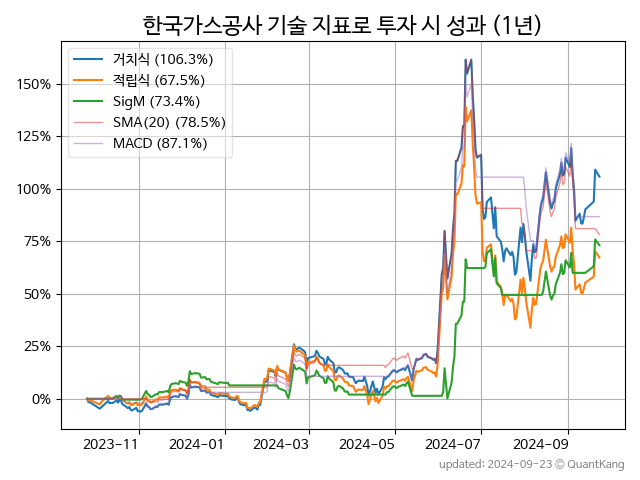 한국가스공사 기술 지표로 투자 시 성과 (1년)
거치식 (106.3%)
적립식 (67.5%)
SigM (73.4%)
SMA(20) (78.5%)
MACD (87.1%)
150%
125%
100%
75%
50%
25%
0%
2023-11 2024-01 2024-03 2024-05 2024-07 2024-09
updated: 2024-09-23 © QuantKang